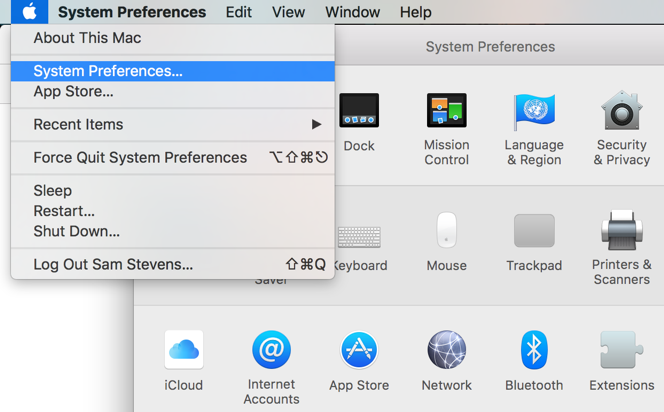 System Preferences Edit View Window Help
About This Mac
System Preferences...
App Store...
Recent Items
Force Quit System Preferences ⌥⇧⌘⎋
Sleep
Restart...
Shut Down...
Log Out Sam Stevens... ⇧⌘Q
System Preferences
Dock
Mission
Control
Language
& Region
Security
& Privacy
Saver
Keyboard
Mouse
Trackpad
Printers &
Scanners
iCloud
Internet
Accounts
App Store
Network
Bluetooth
Extensions